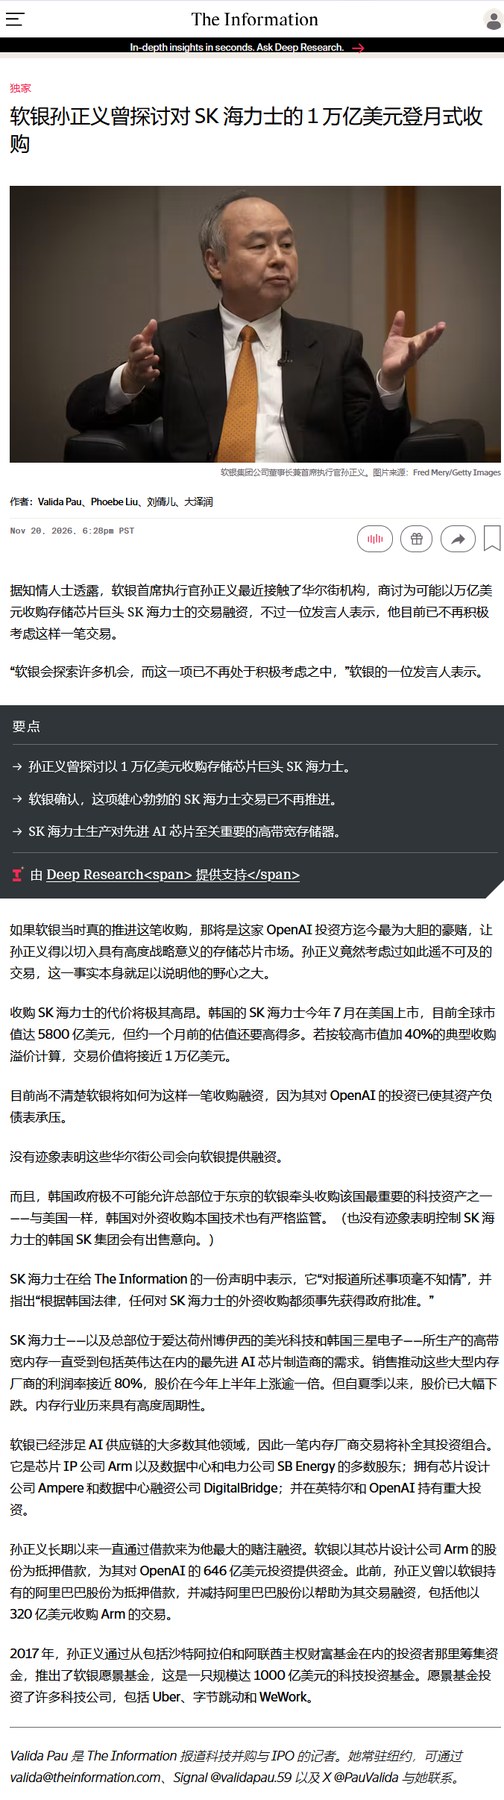 The Information
In-depth insights in seconds. Ask Deep Research. →
独家
软银孙正义曾探讨对 SK 海力士的 1 万亿美元登月式收
购
软银集团公司董事长兼首席执行官孙正义。图片来源：Fred Mery/Getty Images
作者：Valida Pau、Phoebe Liu、刘倩儿、大泽润
Nov 20, 2026, 6:28pm PST
据知情人士透露，软银首席执行官孙正义最近接触了华尔街机构，商讨为可能以万亿美
元收购存储芯片巨头 SK 海力士的交易融资，不过一位发言人表示，他目前已不再积极
考虑这样一笔交易。
“软银会探索许多机会，而这一项已不再处于积极考虑之中，”软银的一位发言人表示。
要点
→ 孙正义曾探讨以 1 万亿美元收购存储芯片巨头 SK 海力士。
→ 软银确认，这项雄心勃勃的 SK 海力士交易已不再推进。
→ SK 海力士生产对先进 AI 芯片至关重要的高带宽存储器。
由 Deep Research<span> 提供支持</span>
如果软银当时真的推进这笔收购，那将是这家 OpenAI 投资方迄今最为大胆的豪赌，让
孙正义得以切入具有高度战略意义的存储芯片市场。孙正义竟然考虑过如此遥不可及的
交易，这一事实本身就足以说明他的野心之大。
收购 SK 海力士的代价将极其高昂。韩国的 SK 海力士今年 7 月在美国上市，目前全球市
值达 5800 亿美元，但约一个月前的估值还要高得多。若按较高市值加 40%的典型收购
溢价计算，交易价值将接近 1 万亿美元。
目前尚不清楚软银将如何为这样一笔收购融资，因为其对 OpenAI 的投资已使其资产负
债表承压。
没有迹象表明这些华尔街公司会向软银提供融资。
而且，韩国政府极不可能允许总部位于东京的软银牵头收购该国最重要的科技资产之一
——与美国一样，韩国对外资收购本国技术也有严格监管。（也没有迹象表明控制 SK 海
力士的韩国 SK 集团会有出售意向。）
SK 海力士在给 The Information 的一份声明中表示，它“对报道所述事项毫不知情”，并
指出“根据韩国法律，任何对 SK 海力士的外资收购都须事先获得政府批准。”
SK 海力士——以及总部位于爱达荷州博伊西的美光科技和韩国三星电子——所生产的高带
宽内存一直受到包括英伟达在内的最先进 AI 芯片制造商的需求。销售推动这些大型内存
厂商的利润率接近 80%，股价在今年上半年上涨逾一倍。但自夏季以来，股价已大幅下
跌。内存行业历来具有高度周期性。
软银已经涉足 AI 供应链的大多数其他领域，因此一笔内存厂商交易将补全其投资组合。
它是芯片 IP 公司 Arm 以及数据中心和电力公司 SB Energy 的多数股东；拥有芯片设计
公司 Ampere 和数据中心融资公司 DigitalBridge；并在英特尔和 OpenAI 持有重大投
资。
孙正义长期以来一直通过借款来为他最大的赌注融资。软银以其芯片设计公司 Arm 的股
份为抵押借款，为其对 OpenAI 的 646 亿美元投资提供资金。此前，孙正义曾以软银持
有的阿里巴巴股份为抵押借款，并减持阿里巴巴股份以帮助为其交易融资，包括他以
320 亿美元收购 Arm 的交易。
2017 年，孙正义通过从包括沙特阿拉伯和阿联酋主权财富基金在内的投资者那里筹集资
金，推出了软银愿景基金，这是一只规模达 1000 亿美元的科技投资基金。愿景基金投
资了许多科技公司，包括 Uber、字节跳动和 WeWork。
Valida Pau 是 The Information 报道科技并购与 IPO 的记者。她常驻纽约，可通过
valida@theinformation.com、Signal @validapau.59 以及 X @PauValida 与她联系。